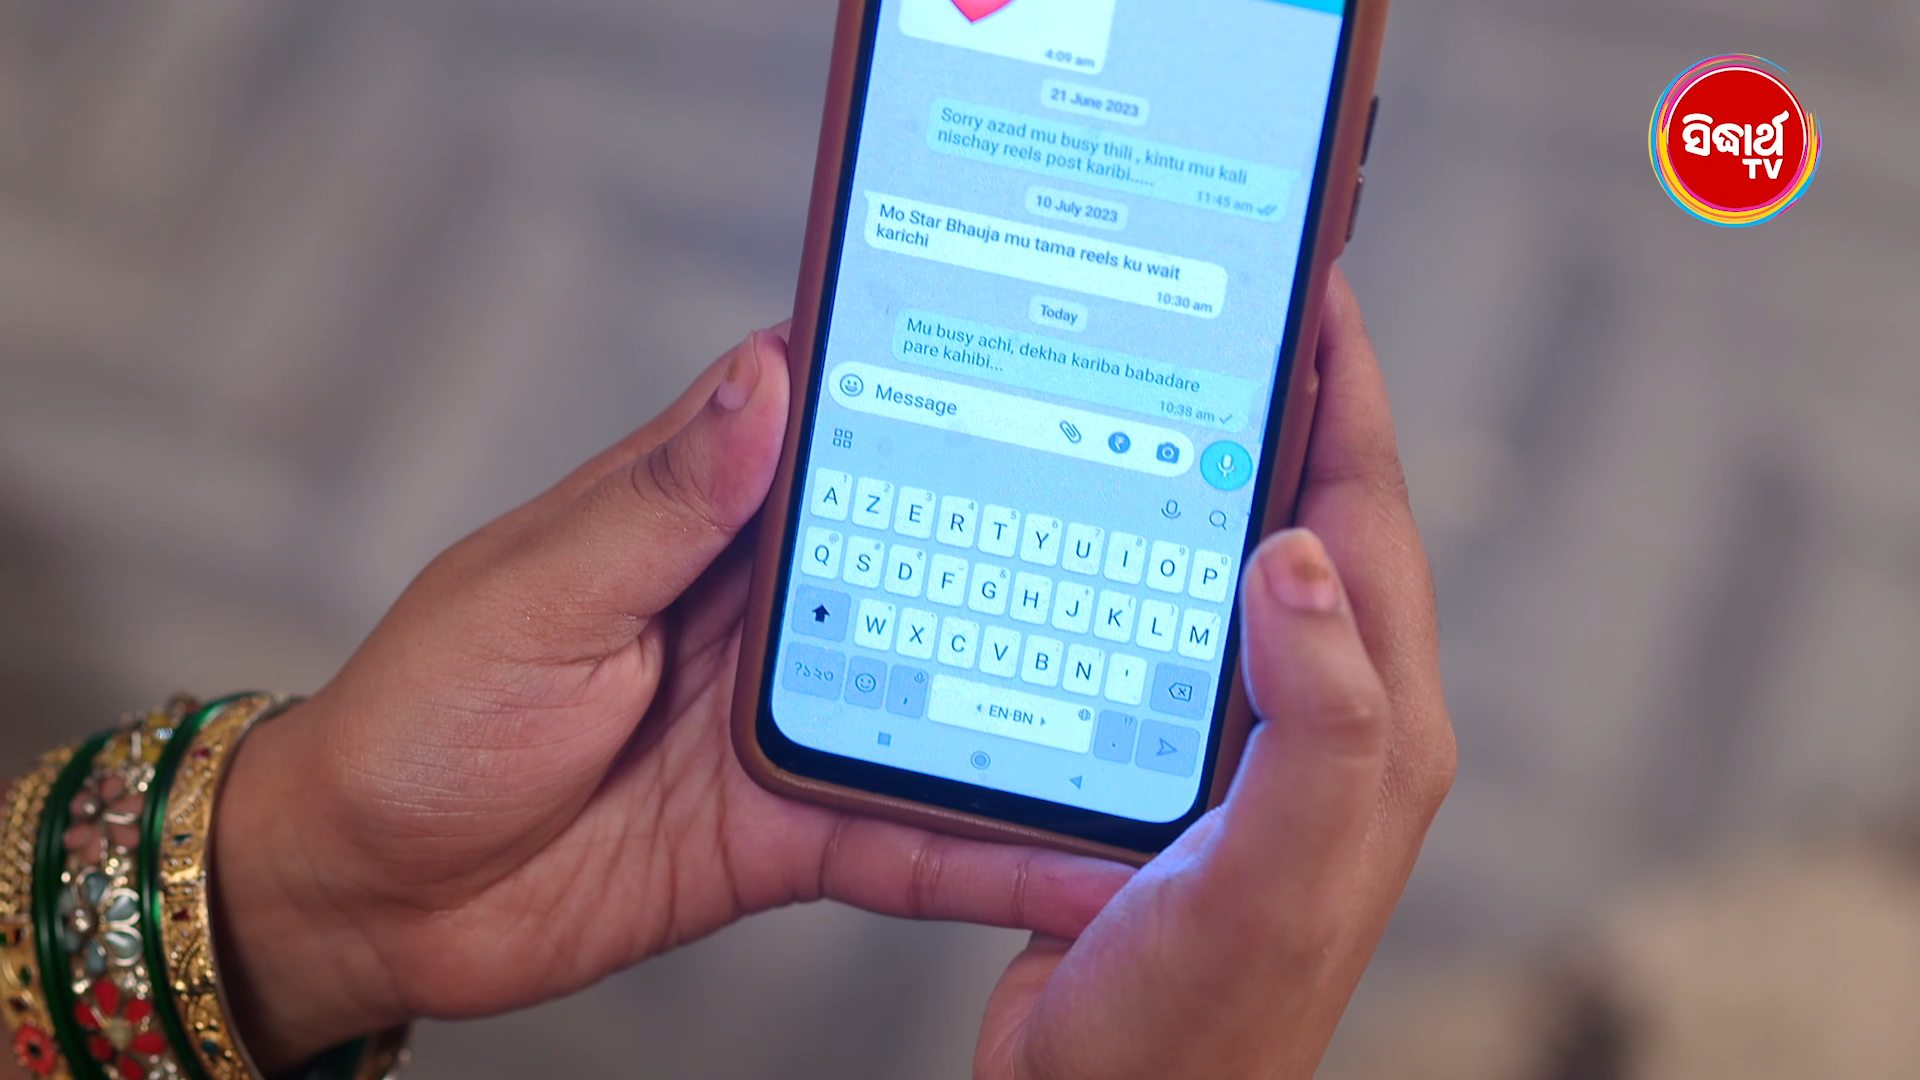 4:09 am
21 June 2023
Sorry azad mu busy thili , kintu mu kali
nischay reels post karibi.....
11:45 am
10 July 2023
Mo Star Bhauja mu tama reels ku wait
karichi
10:30 am
Today
Mu busy achi, dekha kariba babadare
pare kahibi...
10:38 am
Message
A Z E R T Y U I O P
Q S D F G H J K L M
W X C V B N '
?১২৩ , EN-BN .
ସିଦ୍ଧାର୍ଥ
TV